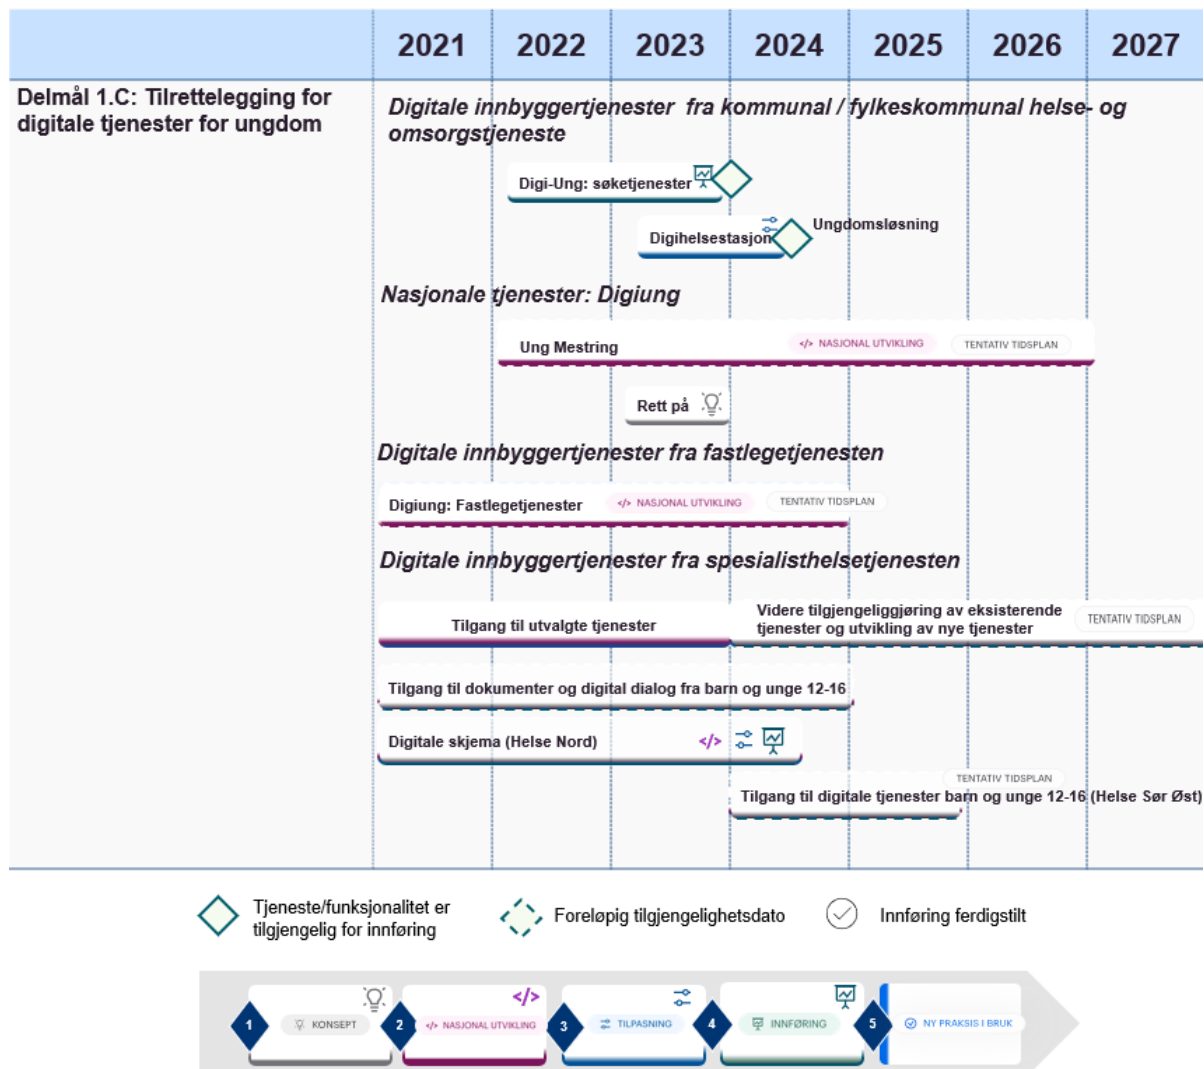 2021 2022 2023 2024 2025 2026 2027
Delmål 1.C: Tilrettelegging for
digitale tjenester for ungdom
Digitale innbyggertjenester fra kommunal / fylkeskommunal helse- og
omsorgstjeneste
Digi-Ung: søketjenester
Digihelsestasjon
Ungdomsløsning
Nasjonale tjenester: Digiung
Ung Mestring
</> NASJONAL UTVIKLING
TENTATIV TIDSPLAN
Rett på
Digitale innbyggertjenester fra fastlegetjenesten
Digiung: Fastlegetjenester
</> NASJONAL UTVIKLING
TENTATIV TIDSPLAN
Digitale innbyggertjenester fra spesialisthelsetjenesten
Tilgang til utvalgte tjenester
Videre tilgjengeliggjøring av eksisterende
tjenester og utvikling av nye tjenester
TENTATIV TIDSPLAN
Tilgang til dokumenter og digital dialog fra barn og unge 12-16
Digitale skjema (Helse Nord)
</>
TENTATIV TIDSPLAN
Tilgang til digitale tjenester barn og unge 12-16 (Helse Sør Øst)
Tjeneste/funksjonalitet er
tilgjengelig for innføring
Foreløpig tilgjengelighetsdato
Innføring ferdigstilt
</>
1 KONSEPT
2 </> NASJONAL UTVIKLING
3 TILPASNING
4 INNFØRING
5 NY PRAKSIS I BRUK